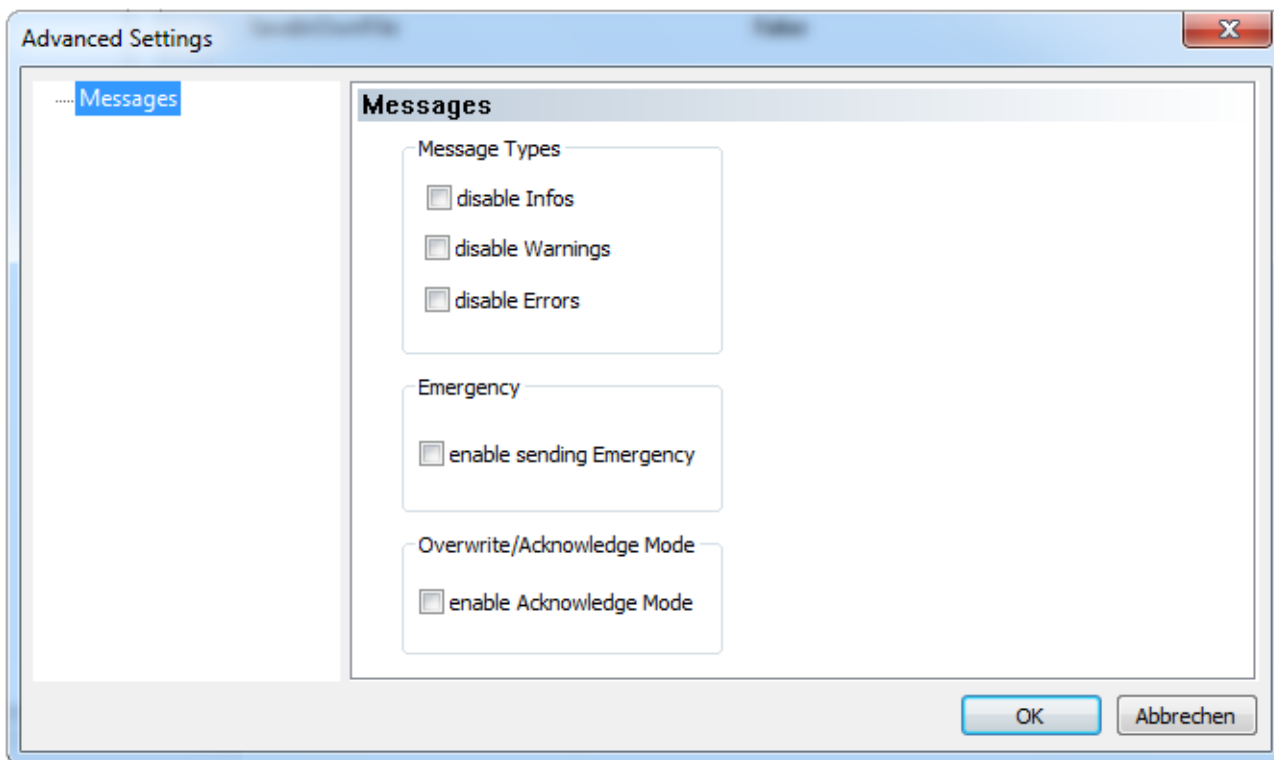 Advanced Settings
Messages
Messages
Message Types
disable Infos
disable Warnings
disable Errors
Emergency
enable sending Emergency
Overwrite/Acknowledge Mode
enable Acknowledge Mode
OK
Abbrechen